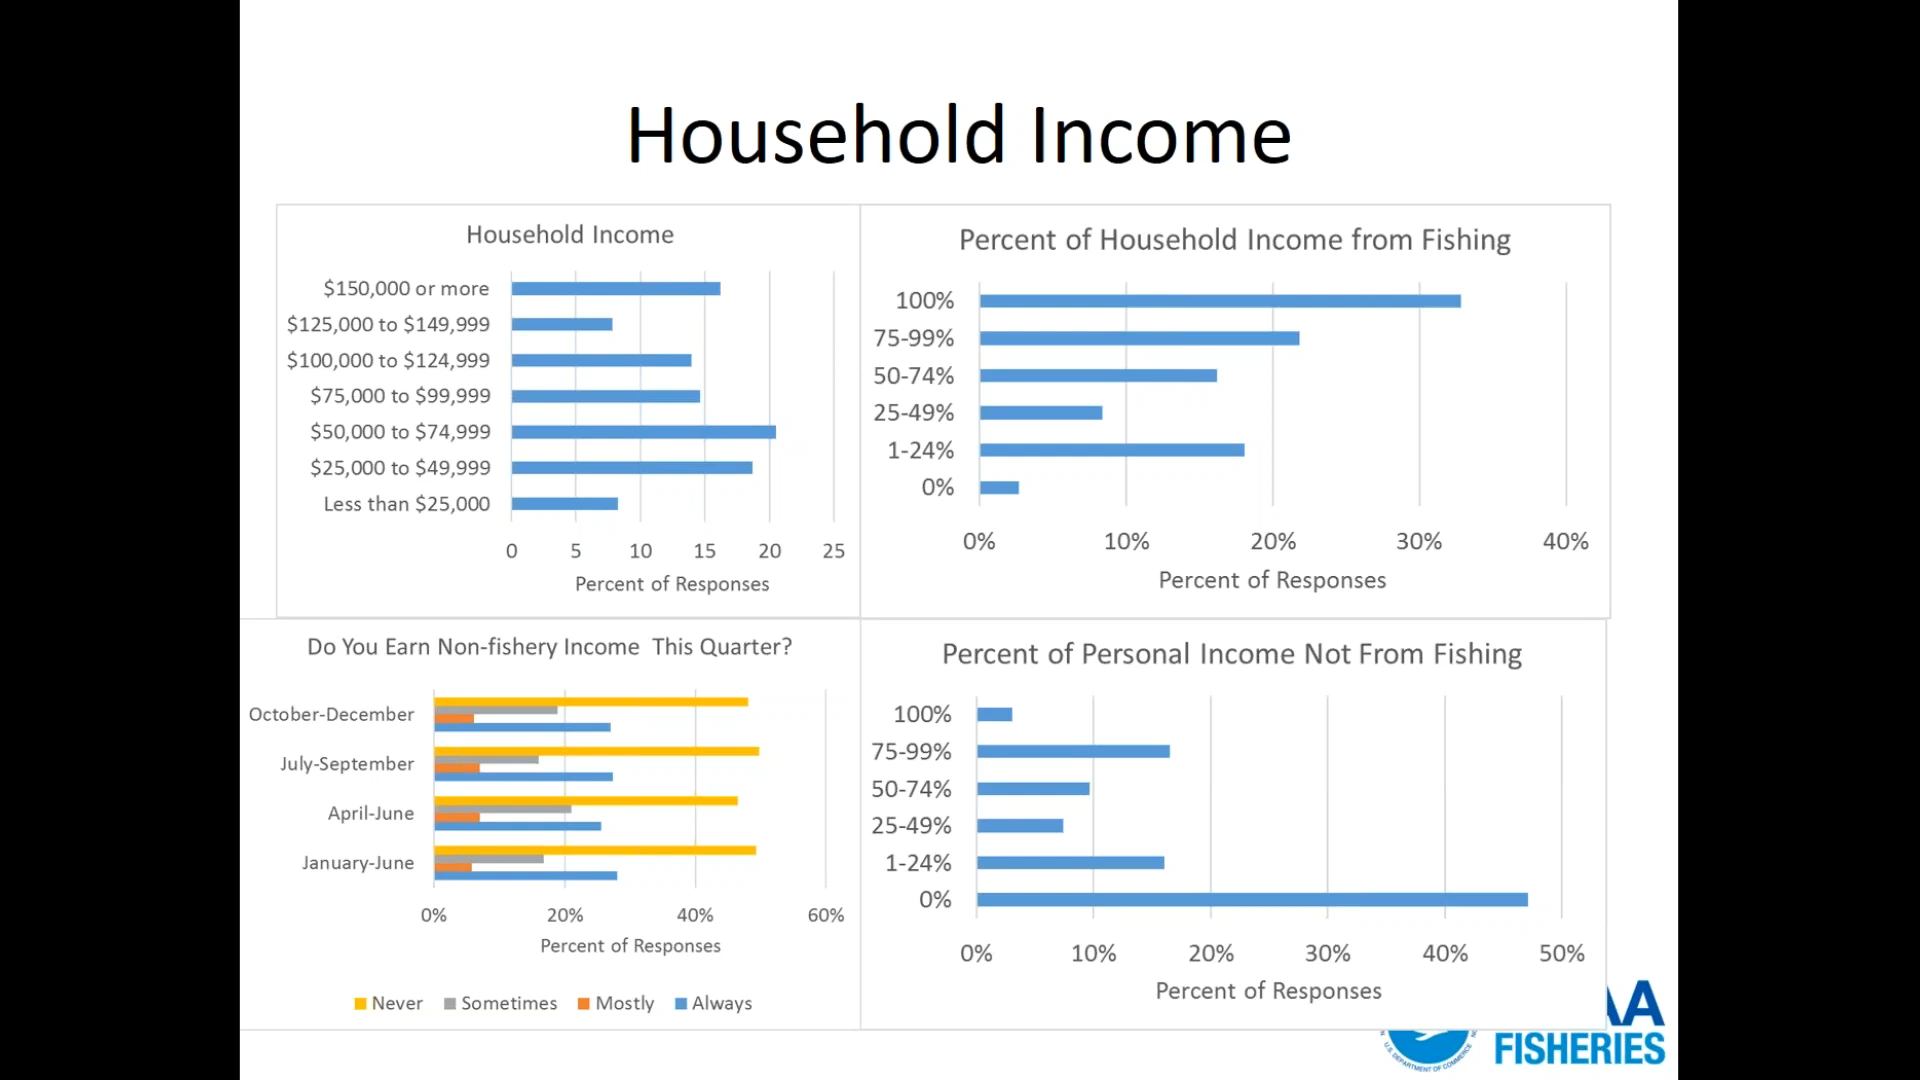 Household Income
Household Income
$150,000 or more
$125,000 to $149,999
$100,000 to $124,999
$75,000 to $99,999
$50,000 to $74,999
$25,000 to $49,999
Less than $25,000
0 5 10 15 20 25
Percent of Responses
Percent of Household Income from Fishing
100%
75-99%
50-74%
25-49%
1-24%
0%
0% 10% 20% 30% 40%
Percent of Responses
Do You Earn Non-fishery Income  This Quarter?
October-December
July-September
April-June
January-June
0% 20% 40% 60%
Percent of Responses
Never Sometimes Mostly Always
Percent of Personal Income Not From Fishing
100%
75-99%
50-74%
25-49%
1-24%
0%
0% 10% 20% 30% 40% 50%
Percent of Responses
AA
FISHERIES
U.S. DEPARTMENT OF COMMERCE